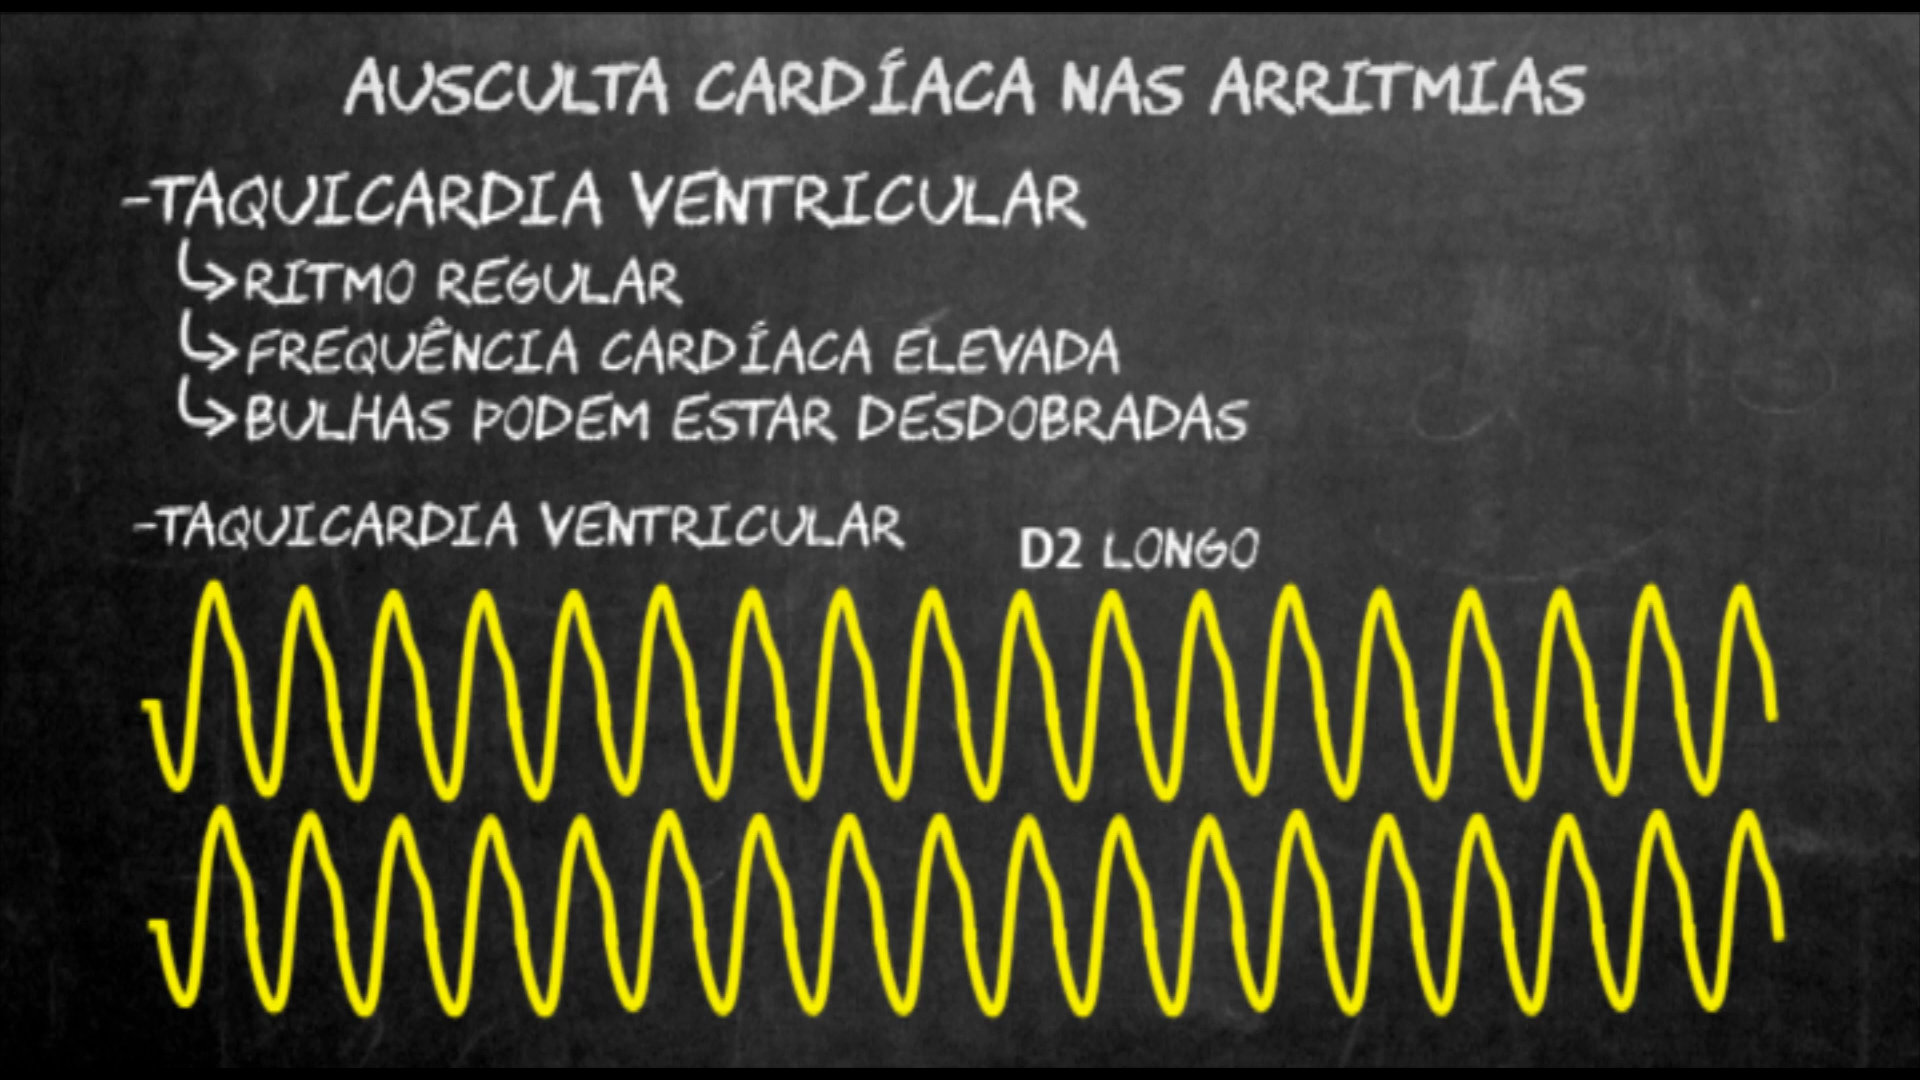 AUSCULTA CARDÍACA NAS ARRITMIAS
-TAQUICARDIA VENTRICULAR
↳RITMO REGULAR
↳FREQUÊNCIA CARDÍACA ELEVADA
↳BULHAS PODEM ESTAR DESDOBRADAS
-TAQUICARDIA VENTRICULAR
D2 LONGO